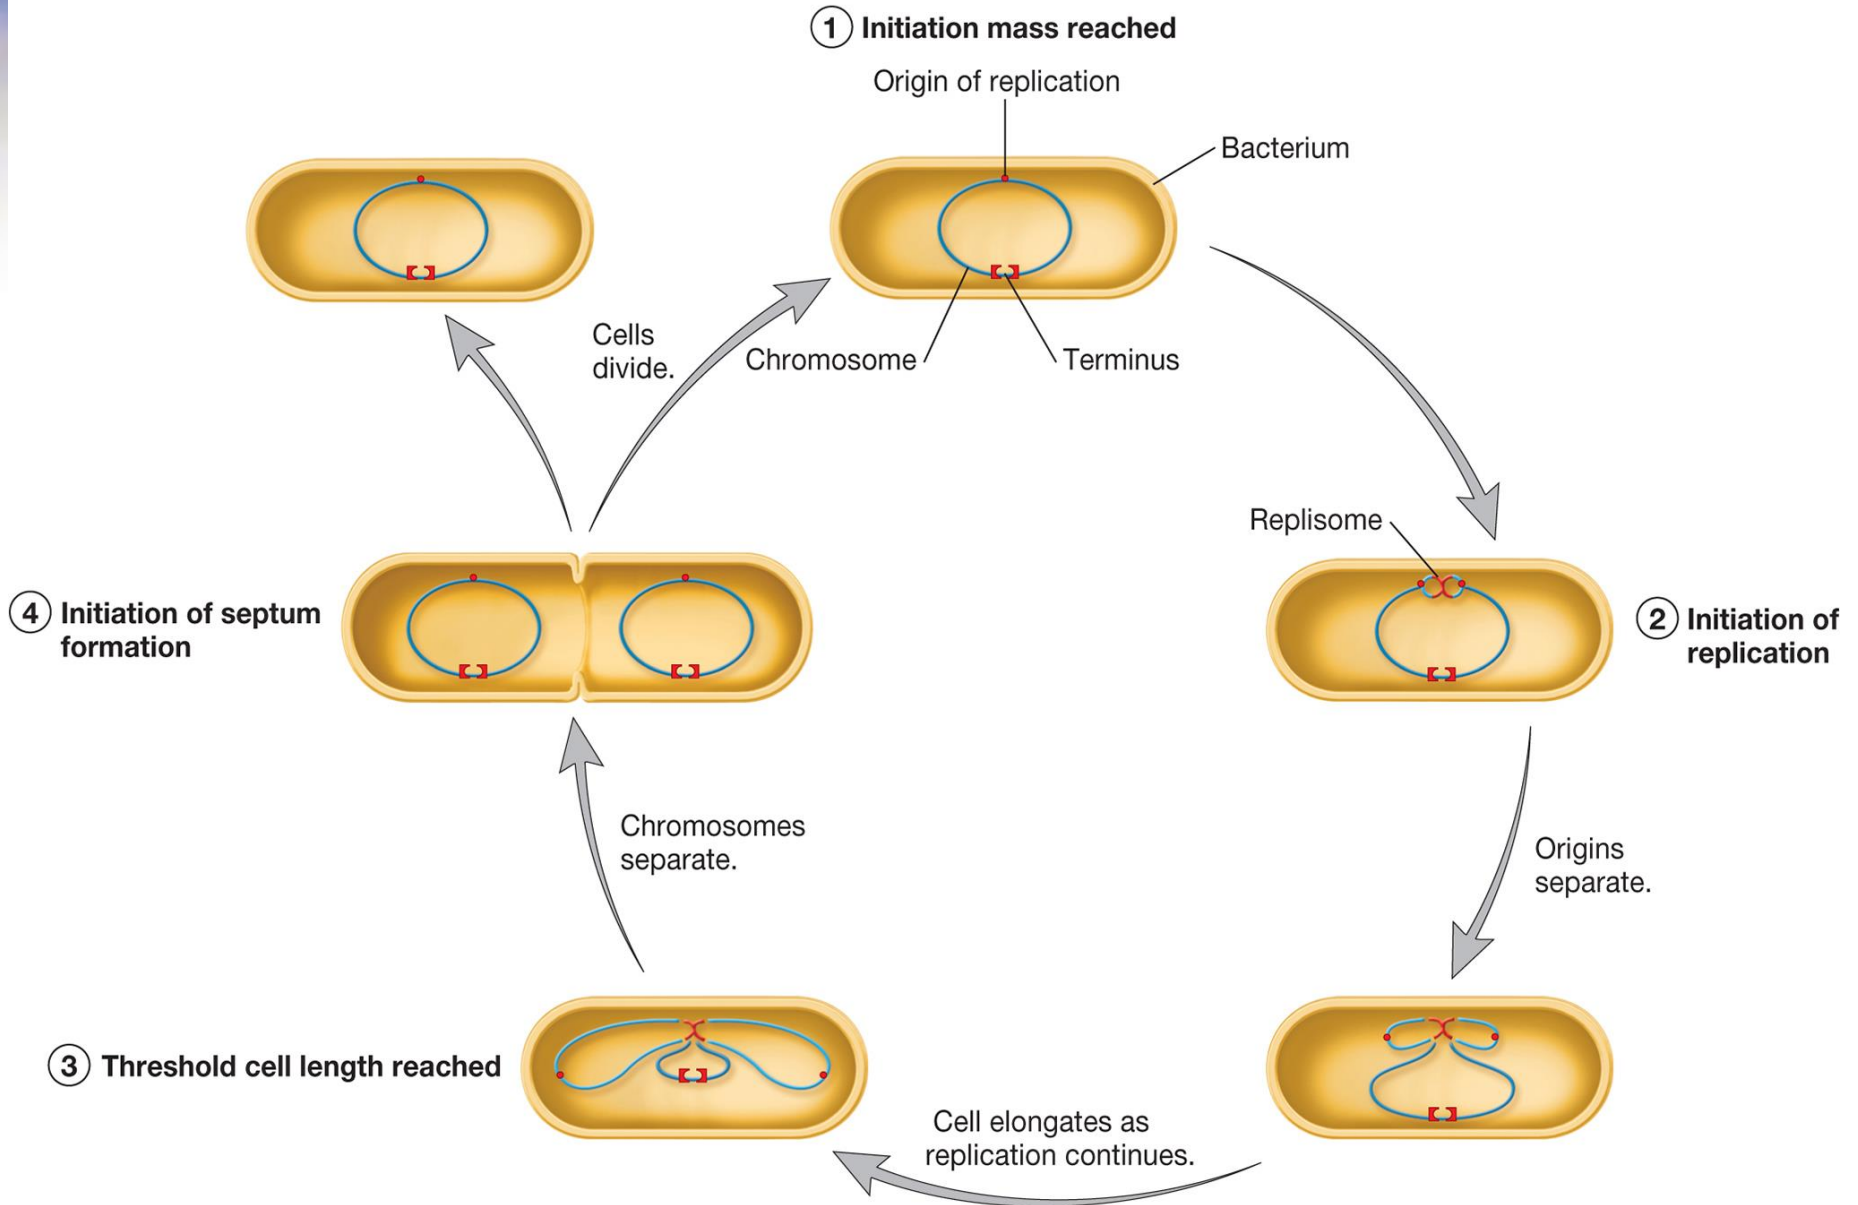 1 Initiation mass reached
Origin of replication
Bacterium
Cells
divide.
Chromosome
Terminus
Replisome
2 Initiation of
replication
4 Initiation of septum
formation
Chromosomes
separate.
Origins
separate.
3 Threshold cell length reached
Cell elongates as
replication continues.